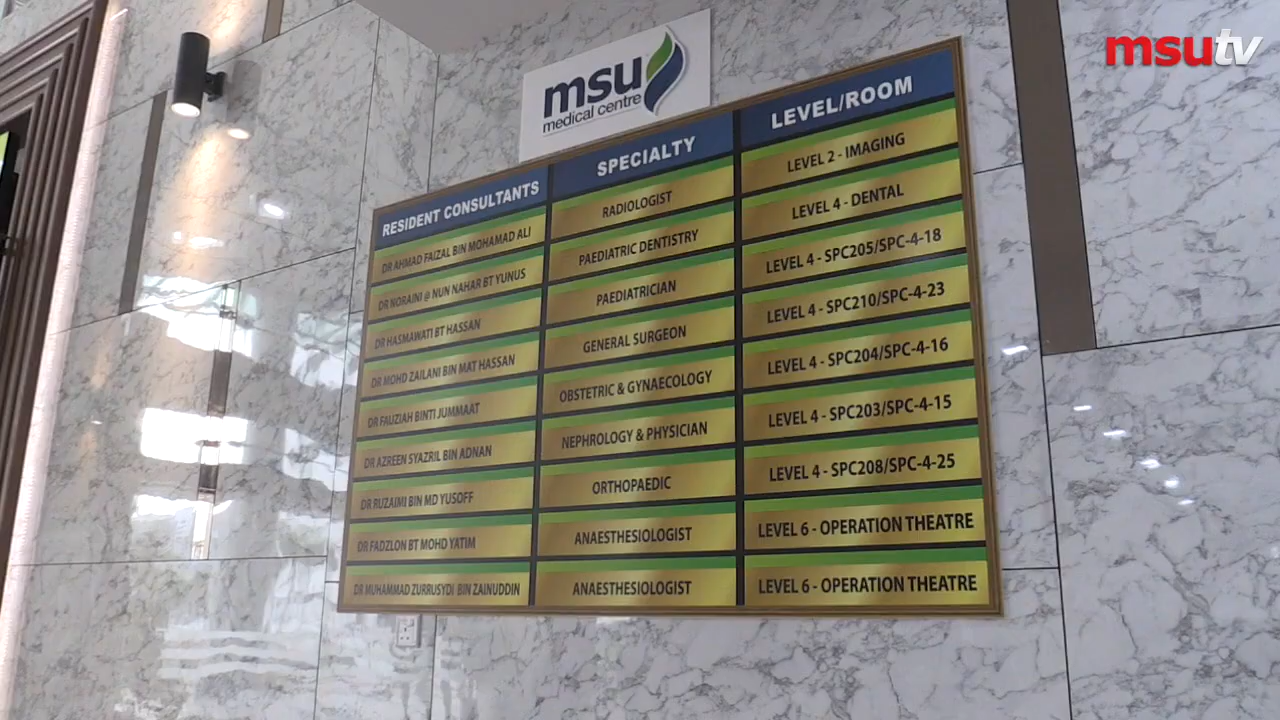 msutv
msu
medical centre
RESIDENT CONSULTANTS SPECIALTY LEVEL/ROOM
DR AHMAD FAIZAL BIN MOHAMAD ALI RADIOLOGIST LEVEL 2 - IMAGING
DR NORAINI @ NUN NAHAR BT YUNUS PAEDIATRIC DENTISTRY LEVEL 4 - DENTAL
DR HASMAWATI BT HASSAN PAEDIATRICIAN LEVEL 4 - SPC205/SPC-4-18
DR MOHD ZAILANI BIN MAT HASSAN GENERAL SURGEON LEVEL 4 - SPC210/SPC-4-23
DR FAUZIAH BINTI JUMMAAT OBSTETRIC & GYNAECOLOGY LEVEL 4 - SPC204/SPC-4-16
DR AZREEN SYAZRIL BIN ADNAN NEPHROLOGY & PHYSICIAN LEVEL 4 - SPC203/SPC-4-15
DR RUZAIMI BIN MD YUSOFF ORTHOPAEDIC LEVEL 4 - SPC208/SPC-4-25
DR FADZLON BT MOHD YATIM ANAESTHESIOLOGIST LEVEL 6 - OPERATION THEATRE
DR MUHAMMAD ZURRUSYDI BIN ZAINUDDIN ANAESTHESIOLOGIST LEVEL 6 - OPERATION THEATRE